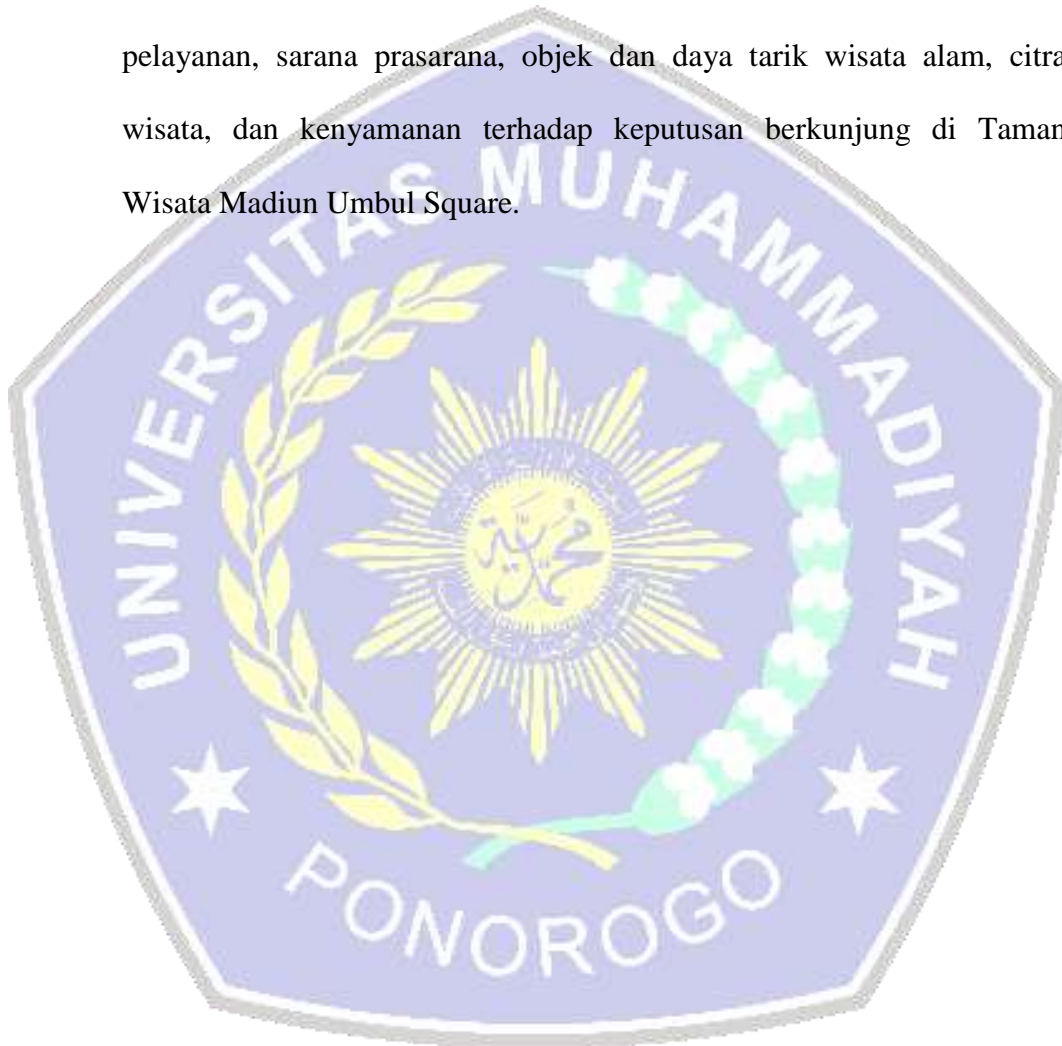 pelayanan, sarana prasarana, objek dan daya tarik wisata alam, citra
wisata, dan kenyamanan terhadap keputusan berkunjung di Taman
Wisata Madiun Umbul Square.
UNIVERSITAS MUHAMMADIYAH
محمدية
PONOROGO